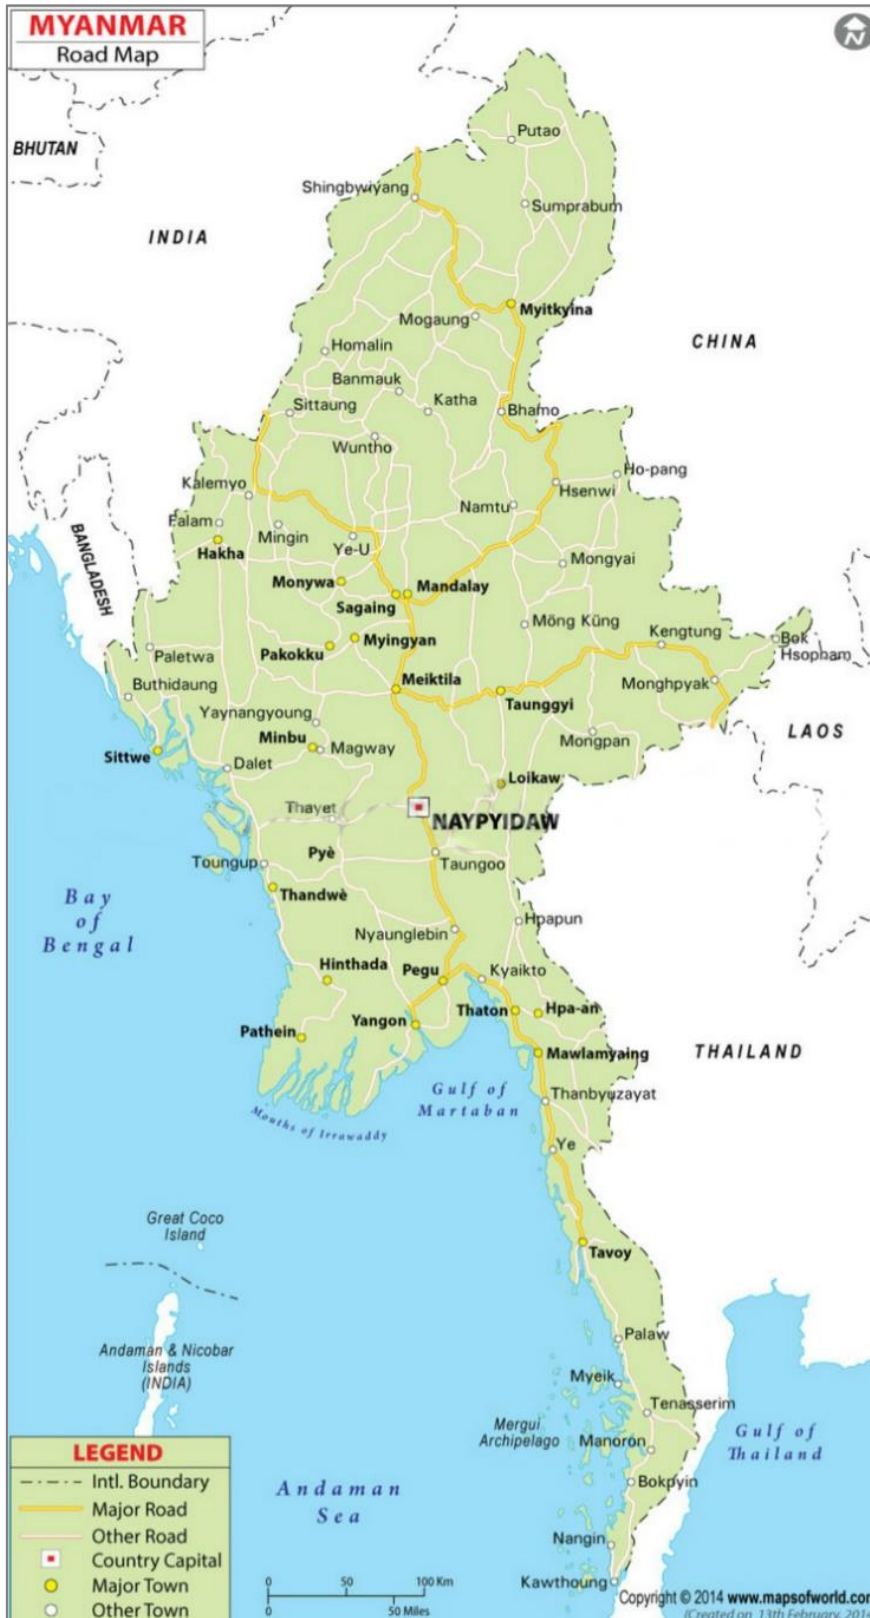 MYANMAR
Road Map
N
BHUTAN
INDIA
CHINA
BANGLADESH
LAOS
THAILAND
Putao
Shingbwiyang
Sumprabum
Myitkyina
Mogaung
Homalin
Banmauk
Katha
Bhamo
Sittaung
Wuntho
Kalemyo
Ho-pang
Hsenwi
Namtu
Falam
Mingin
Ye-U
Hakha
Mongyai
Monywa
Sagaing
Mandalay
Möng Küng
Kengtung
Bok
Hsopham
Paletwa
Pakokku
Myingyan
Buthidaung
Meiktila
Monghpyak
Taunggyi
Yaynangyoung
Minbu
Magway
Mongpan
Sittwe
Dalet
Loikaw
Thayet
NAYPYIDAW
Pyè
Toungup
Taungoo
Thandwè
Bay
of
Bengal
Nyaunglebin
Hpapun
Hinthada
Pegu
Kyaikto
Pathein
Yangon
Thaton
Hpa-an
Mawlamyaing
Gulf of
Martaban
Thanbyuzayat
Mouths of Irrawaddy
Ye
Great Coco
Island
Tavoy
Andaman & Nicobar
Islands
(INDIA)
Palaw
Myeik
Tenasserim
Mergui
Archipelago
Manoron
Gulf of
Thailand
Bokpyin
Andaman
Sea
Nangin
Kawthoung
LEGEND
Intl. Boundary
Major Road
Other Road
Country Capital
Major Town
Other Town
0 50 100 Km
0 50 Miles
Copyright © 2014 www.mapsofworld.com
(Created on 13th February, 2014